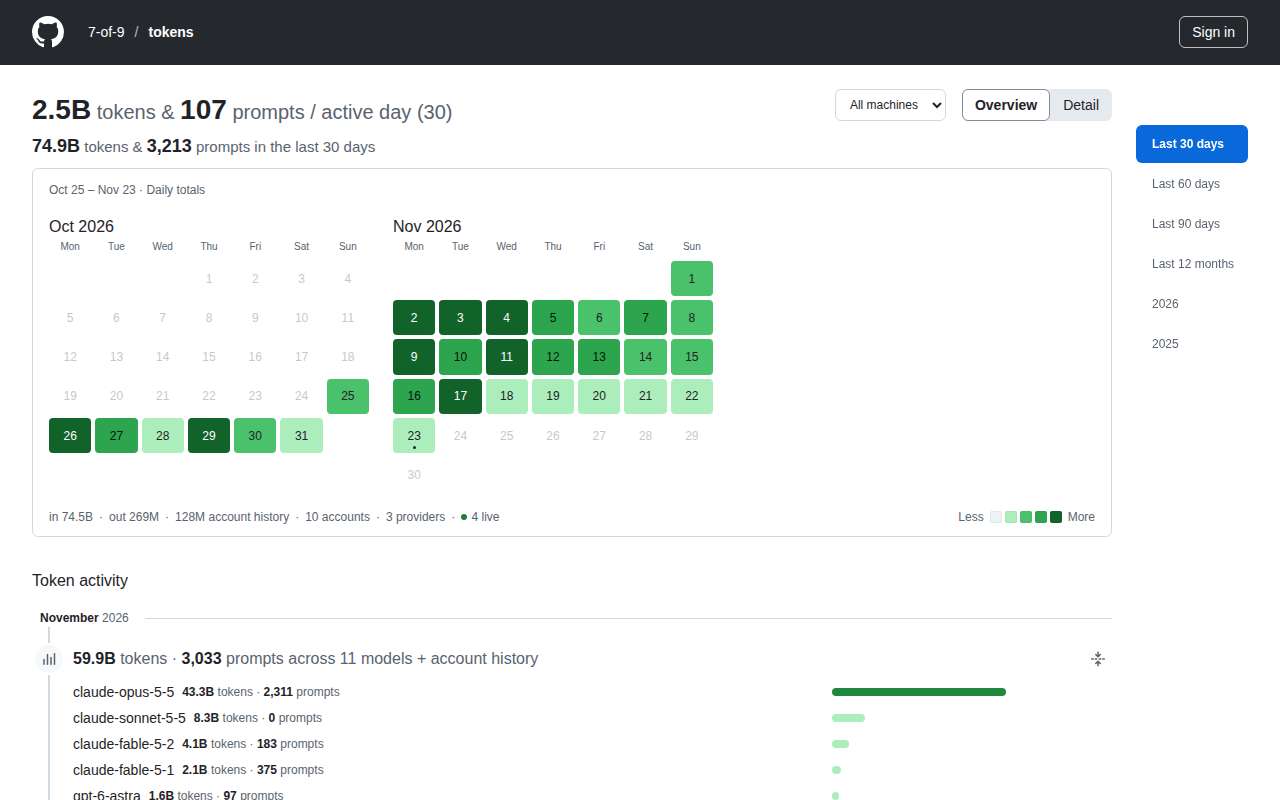 7-of-9 / tokens
Sign in
2.5B tokens & 107 prompts / active day (30)
All machines
Overview
Detail
74.9B tokens & 3,213 prompts in the last 30 days
Last 30 days
Last 60 days
Last 90 days
Last 12 months
2026
2025
Oct 25 – Nov 23 · Daily totals
Oct 2026
Mon Tue Wed Thu Fri Sat Sun
1 2 3 4
5 6 7 8 9 10 11
12 13 14 15 16 17 18
19 20 21 22 23 24 25
26 27 28 29 30 31
Nov 2026
Mon Tue Wed Thu Fri Sat Sun
1
2 3 4 5 6 7 8
9 10 11 12 13 14 15
16 17 18 19 20 21 22
23 24 25 26 27 28 29
30
in 74.5B · out 269M · 128M account history · 10 accounts · 3 providers · 4 live
Less More
Token activity
November 2026
59.9B tokens · 3,033 prompts across 11 models + account history
claude-opus-5-5 43.3B tokens · 2,311 prompts
claude-sonnet-5-5 8.3B tokens · 0 prompts
claude-fable-5-2 4.1B tokens · 183 prompts
claude-fable-5-1 2.1B tokens · 375 prompts
gpt-6-astra 1.6B tokens · 97 prompts